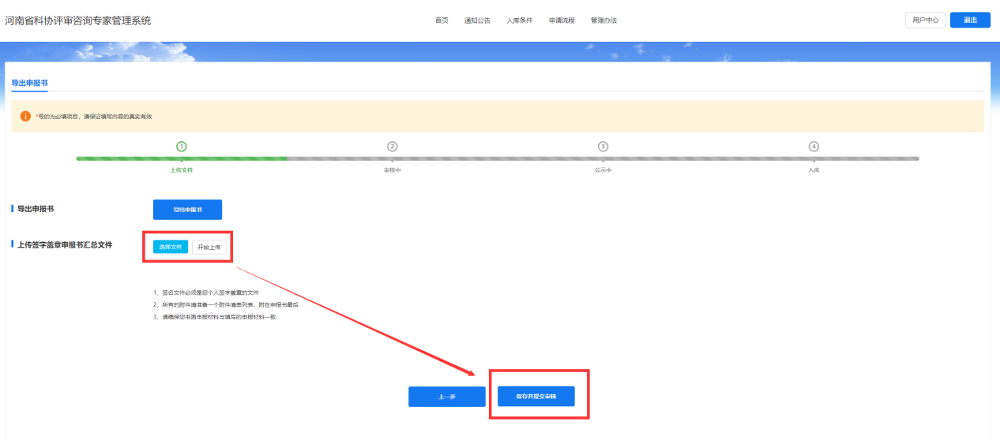 河南省科协评审咨询专家管理系统 首页 通知公告 入库条件 申请流程 管理办法 用户中心 退出
导出申报书
*号的为必填项目，请保证填写内容的真实有效
1 2 3 4
上传文件 审核中 公示中 入库
导出申报书 导出申报书
上传签字盖章申报书汇总文件 选择文件 开始上传
1、签名文件必须是您个人签字盖章的文件
2、所有的附件请准备一个附件清单列表，附在申报书最后
3、请确保您书面申报材料与填写的申报材料一致
上一步 保存并提交审核